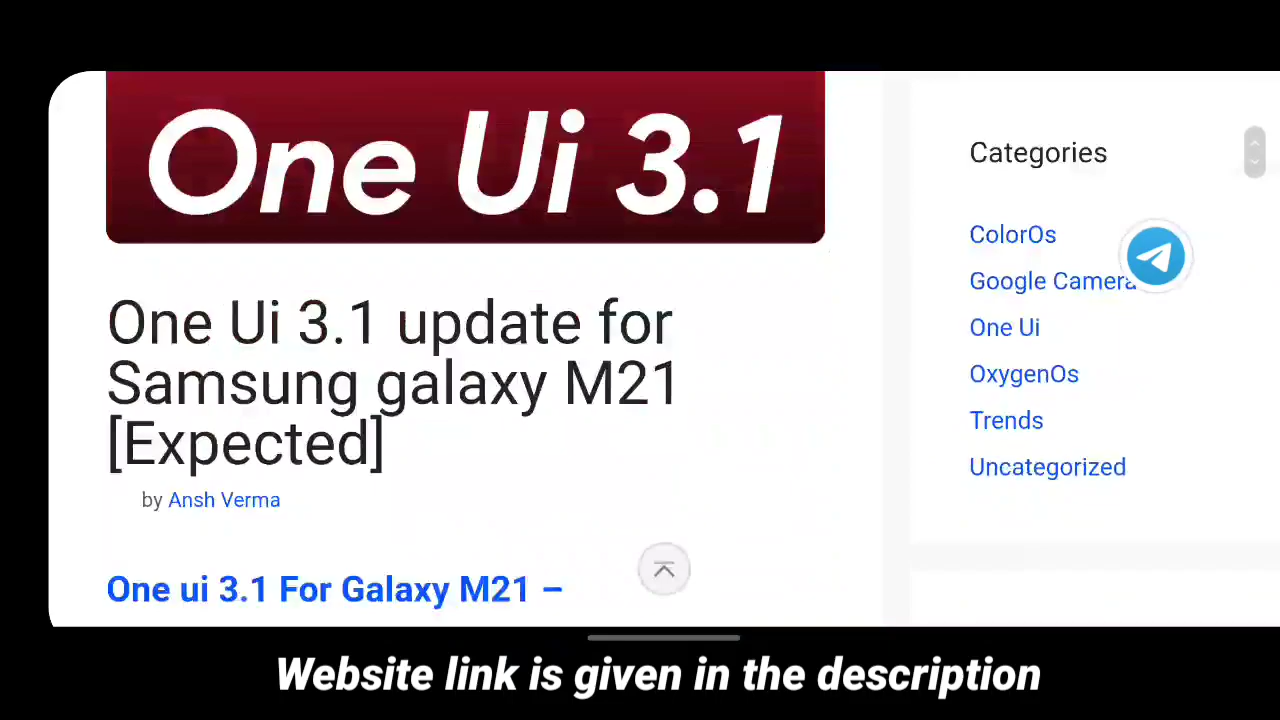 One Ui 3.1
One Ui 3.1 update for
Samsung galaxy M21
[Expected]
by Ansh Verma
One ui 3.1 For Galaxy M21 –
Categories
ColorOs
Google Camera
One Ui
OxygenOs
Trends
Uncategorized
Website link is given in the description